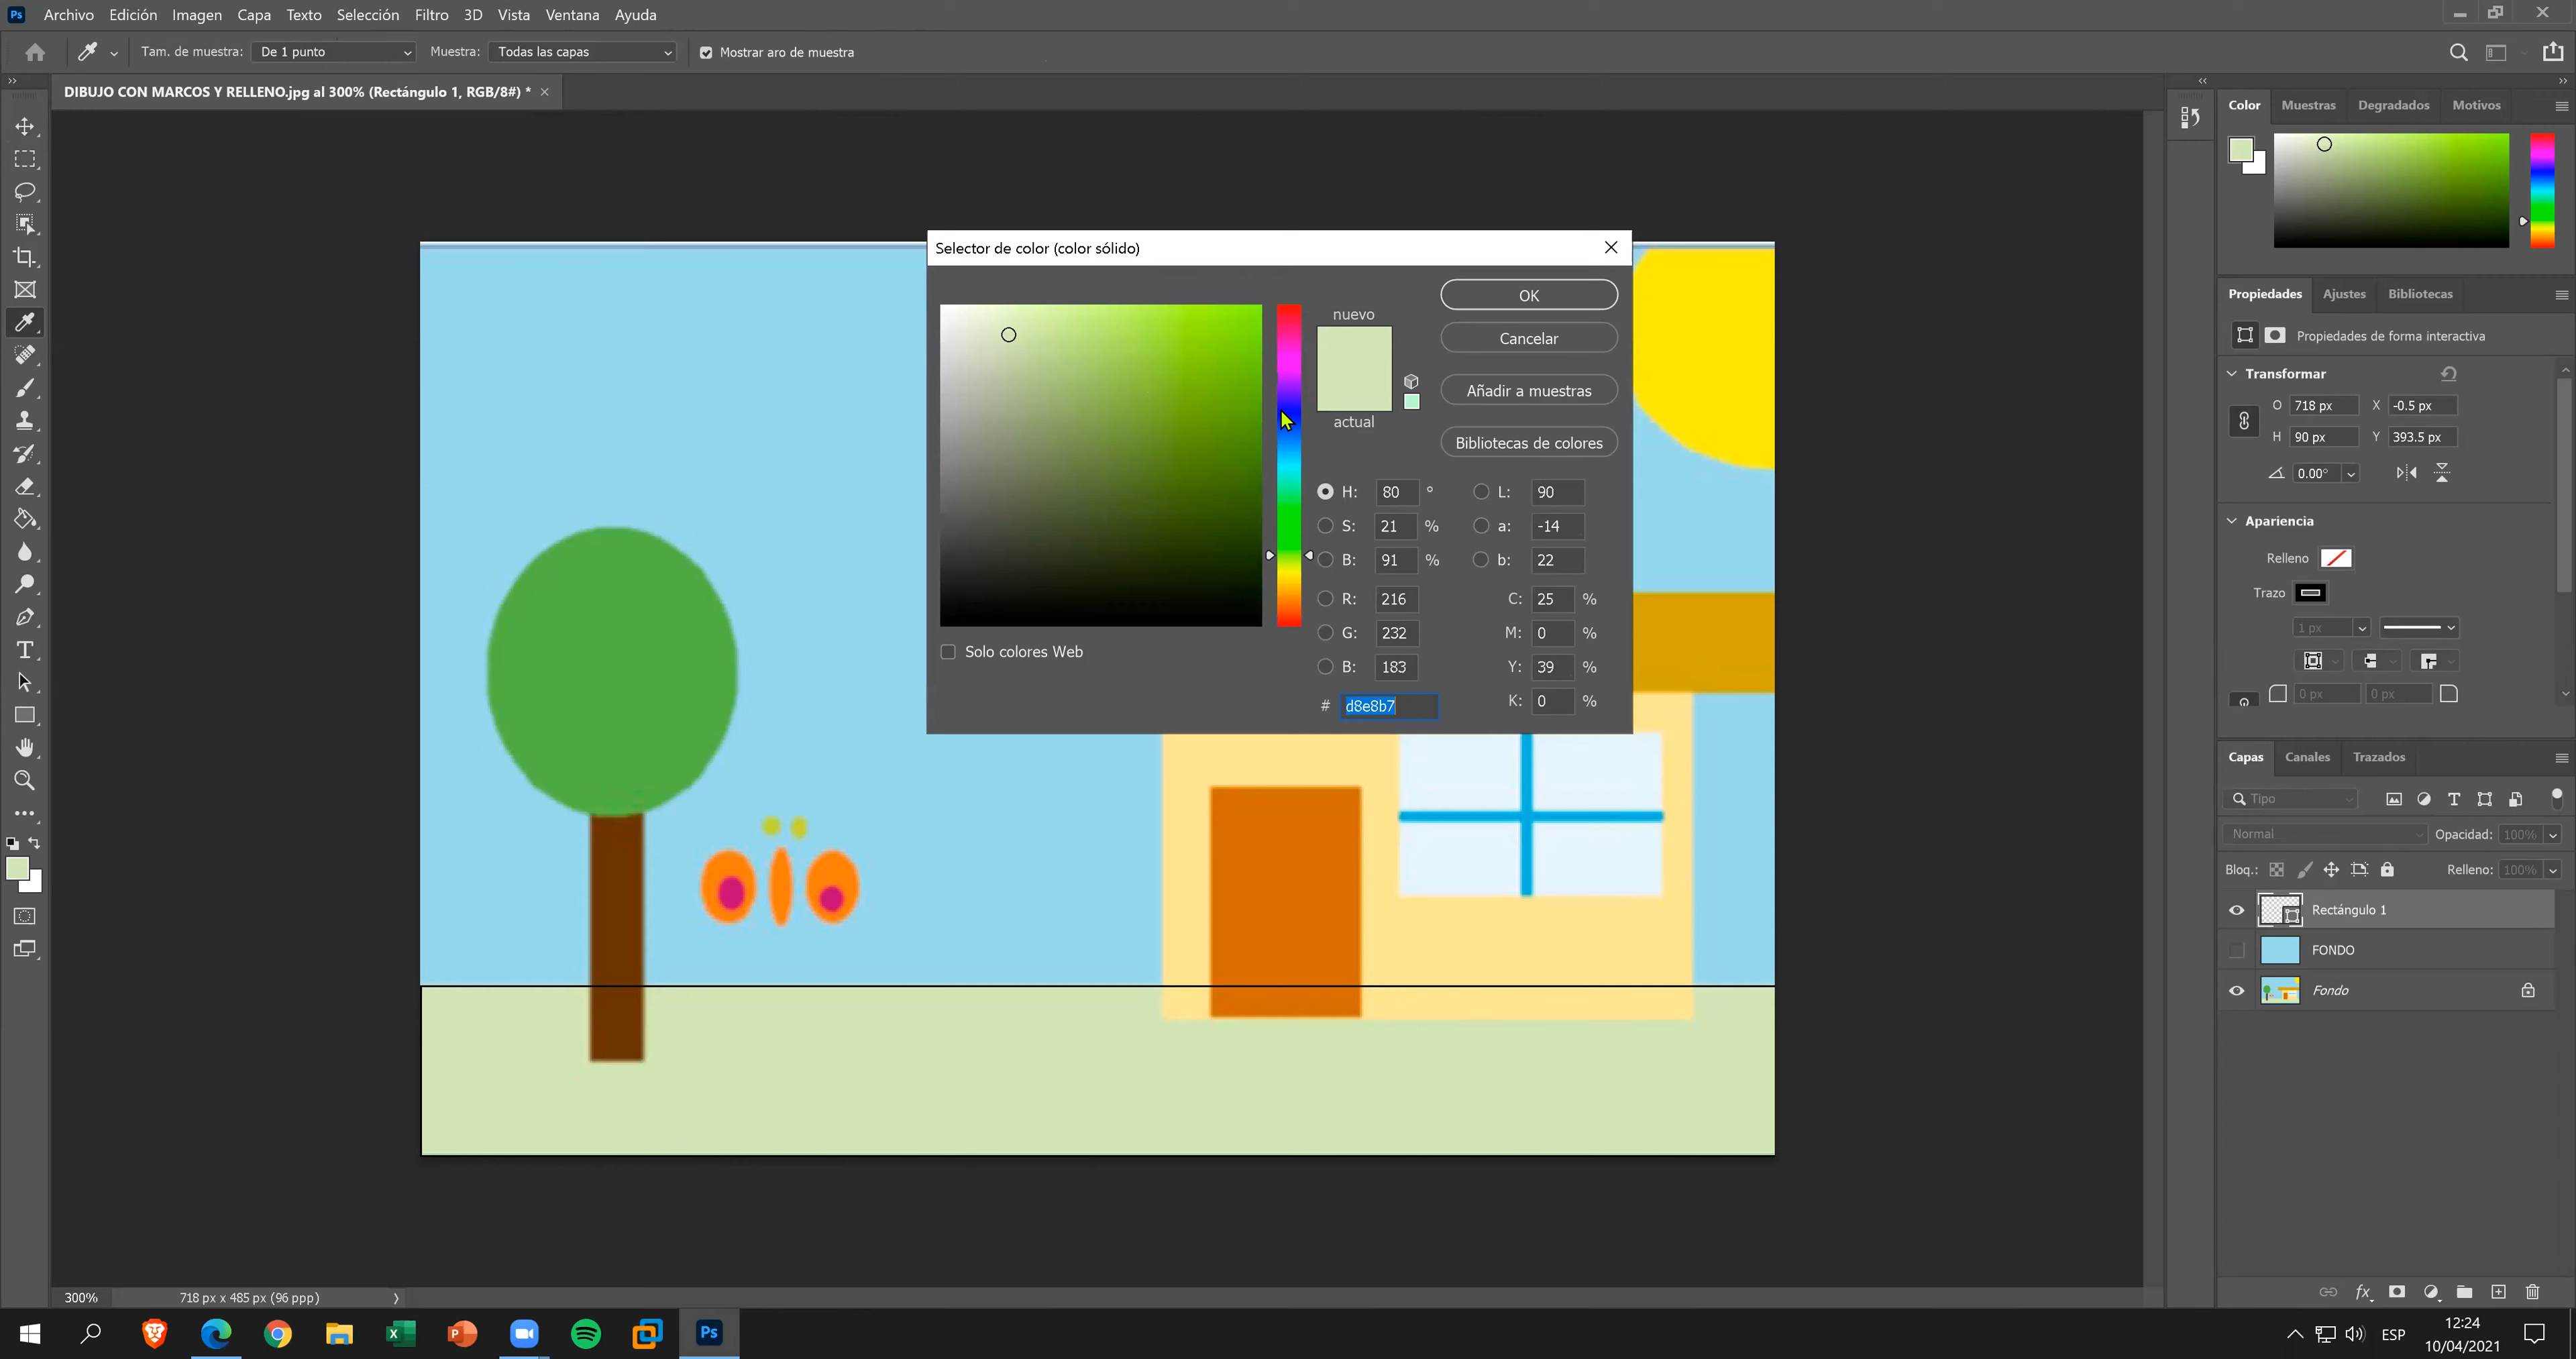 Ps Archivo Edición Imagen Capa Texto Selección Filtro 3D Vista Ventana Ayuda
Tam. de muestra: De 1 punto Muestra: Todas las capas Mostrar aro de muestra
DIBUJO CON MARCOS Y RELLENO.jpg al 300% (Rectángulo 1, RGB/8#) *
Color Muestras Degradados Motivos
Selector de color (color sólido)
nuevo
actual
OK
Cancelar
Añadir a muestras
Bibliotecas de colores
H: 80 ° L: 90
S: 21 % a: -14
B: 91 % b: 22
R: 216 C: 25 %
G: 232 M: 0 %
B: 183 Y: 39 %
# d8e8b7 K: 0 %
Solo colores Web
Propiedades Ajustes Bibliotecas
Propiedades de forma interactiva
Transformar
O 718 px X -0.5 px
H 90 px Y 393.5 px
0.00°
Apariencia
Relleno
Trazo
1 px
0 px 0 px
Capas Canales Trazados
Tipo
Normal Opacidad: 100%
Bloq.: Relleno: 100%
Rectángulo 1
FONDO
Fondo
fx
300% 718 px x 485 px (96 ppp)
Ps
ESP
12:24
10/04/2021